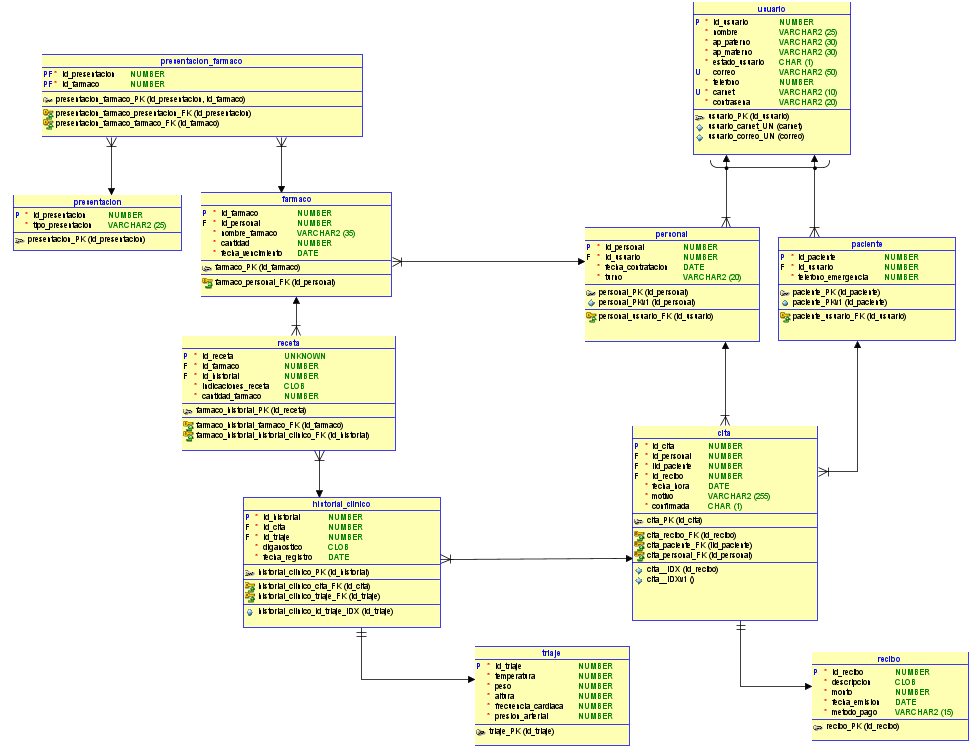 usuario
P * id_usuario NUMBER
* nombre VARCHAR2 (25)
* ap_paterno VARCHAR2 (30)
* ap_materno VARCHAR2 (30)
* estado_usuario CHAR (1)
U correo VARCHAR2 (50)
* telefono NUMBER
U * carnet VARCHAR2 (10)
* contrasena VARCHAR2 (20)
usuario_PK (id_usuario)
usuario_carnet_UN (carnet)
usuario_correo_UN (correo)
presentacion_farmaco
PF * id_presentacion NUMBER
PF * id_farmaco NUMBER
presentacion_farmaco_PK (id_presentacion, id_farmaco)
presentacion_farmaco_presentacion_FK (id_presentacion)
presentacion_farmaco_farmaco_FK (id_farmaco)
presentacion
P * id_presentacion NUMBER
* tipo_presentacion VARCHAR2 (25)
presentacion_PK (id_presentacion)
farmaco
P * id_farmaco NUMBER
F * id_personal NUMBER
* nombre_farmaco VARCHAR2 (35)
* cantidad NUMBER
* fecha_vencimiento DATE
farmaco_PK (id_farmaco)
farmaco_personal_FK (id_personal)
personal
P * id_personal NUMBER
F * id_usuario NUMBER
* fecha_contratacion DATE
* turno VARCHAR2 (20)
personal_PK (id_personal)
personal_PKv1 (id_personal)
personal_usuario_FK (id_usuario)
paciente
P * id_paciente NUMBER
F * id_usuario NUMBER
* telefono_emergencia NUMBER
paciente_PK (id_paciente)
paciente_PKv1 (id_paciente)
paciente_usuario_FK (id_usuario)
receta
P * id_receta UNKNOWN
F * id_farmaco NUMBER
F * id_historial NUMBER
* indicaciones_receta CLOB
* cantidad_farmaco NUMBER
farmaco_historial_PK (id_receta)
farmaco_historial_farmaco_FK (id_farmaco)
farmaco_historial_historial_clinico_FK (id_historial)
cita
P * id_cita NUMBER
F * id_personal NUMBER
F * iid_paciente NUMBER
F * id_recibo NUMBER
* fecha_hora DATE
* motivo VARCHAR2 (255)
* confirmada CHAR (1)
cita_PK (id_cita)
cita_recibo_FK (id_recibo)
cita_paciente_FK (iid_paciente)
cita_personal_FK (id_personal)
cita__IDX (id_recibo)
cita__IDXv1 ()
historial_clinico
P * id_historial NUMBER
F * id_cita NUMBER
F * id_triaje NUMBER
* diganostico CLOB
* fecha_registro DATE
historial_clinico_PK (id_historial)
historial_clinico_cita_FK (id_cita)
historial_clinico_triaje_FK (id_triaje)
historial_clinico_id_triaje_IDX (id_triaje)
triaje
P * id_triaje NUMBER
* temperatura NUMBER
* peso NUMBER
* altura NUMBER
* frecuencia_cardiaca NUMBER
* presion_arterial NUMBER
triaje_PK (id_triaje)
recibo
P * id_recibo NUMBER
* descripcion CLOB
* monto NUMBER
* fecha_emision DATE
* metodo_pago VARCHAR2 (15)
recibo_PK (id_recibo)